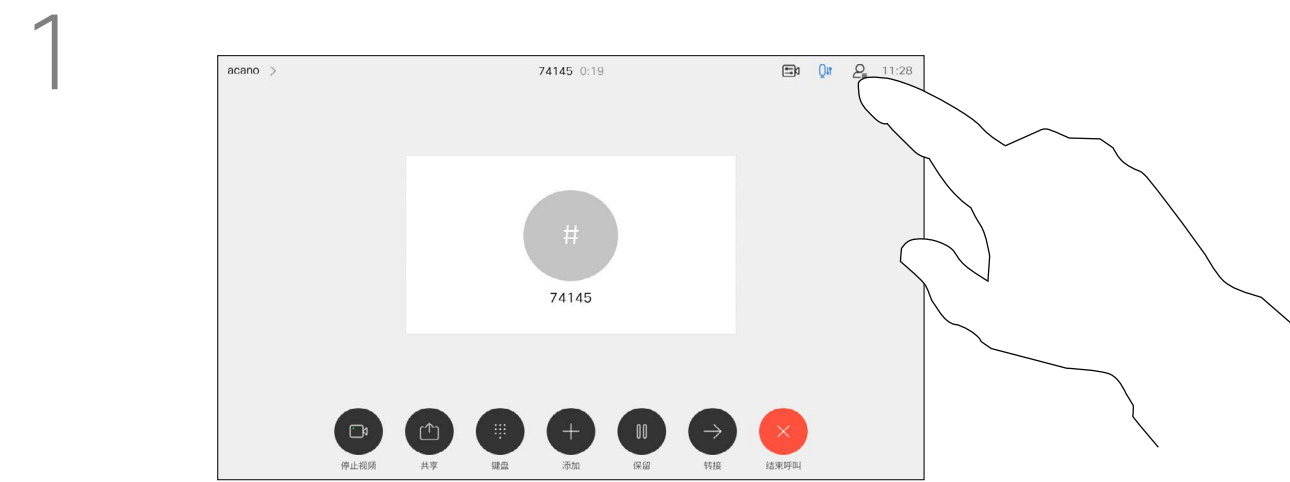 1
acano >
74145 0:19
11:28
#
74145
停止视频
共享
键盘
添加
保留
转接
结束呼叫